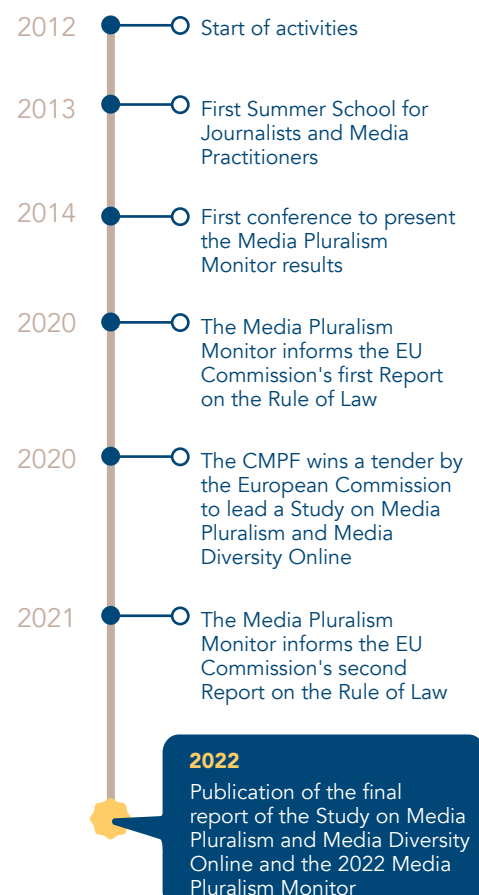 2012
Start of activities
2013
First Summer School for
Journalists and Media
Practitioners
2014
First conference to present
the Media Pluralism
Monitor results
2020
The Media Pluralism
Monitor informs the EU
Commission's first Report
on the Rule of Law
2020
The CMPF wins a tender by
the European Commission
to lead a Study on Media
Pluralism and Media
Diversity Online
2021
The Media Pluralism
Monitor informs the EU
Commission's second
Report on the Rule of Law
2022
Publication of the final
report of the Study on Media
Pluralism and Media Diversity
Online and the 2022 Media
Pluralism Monitor